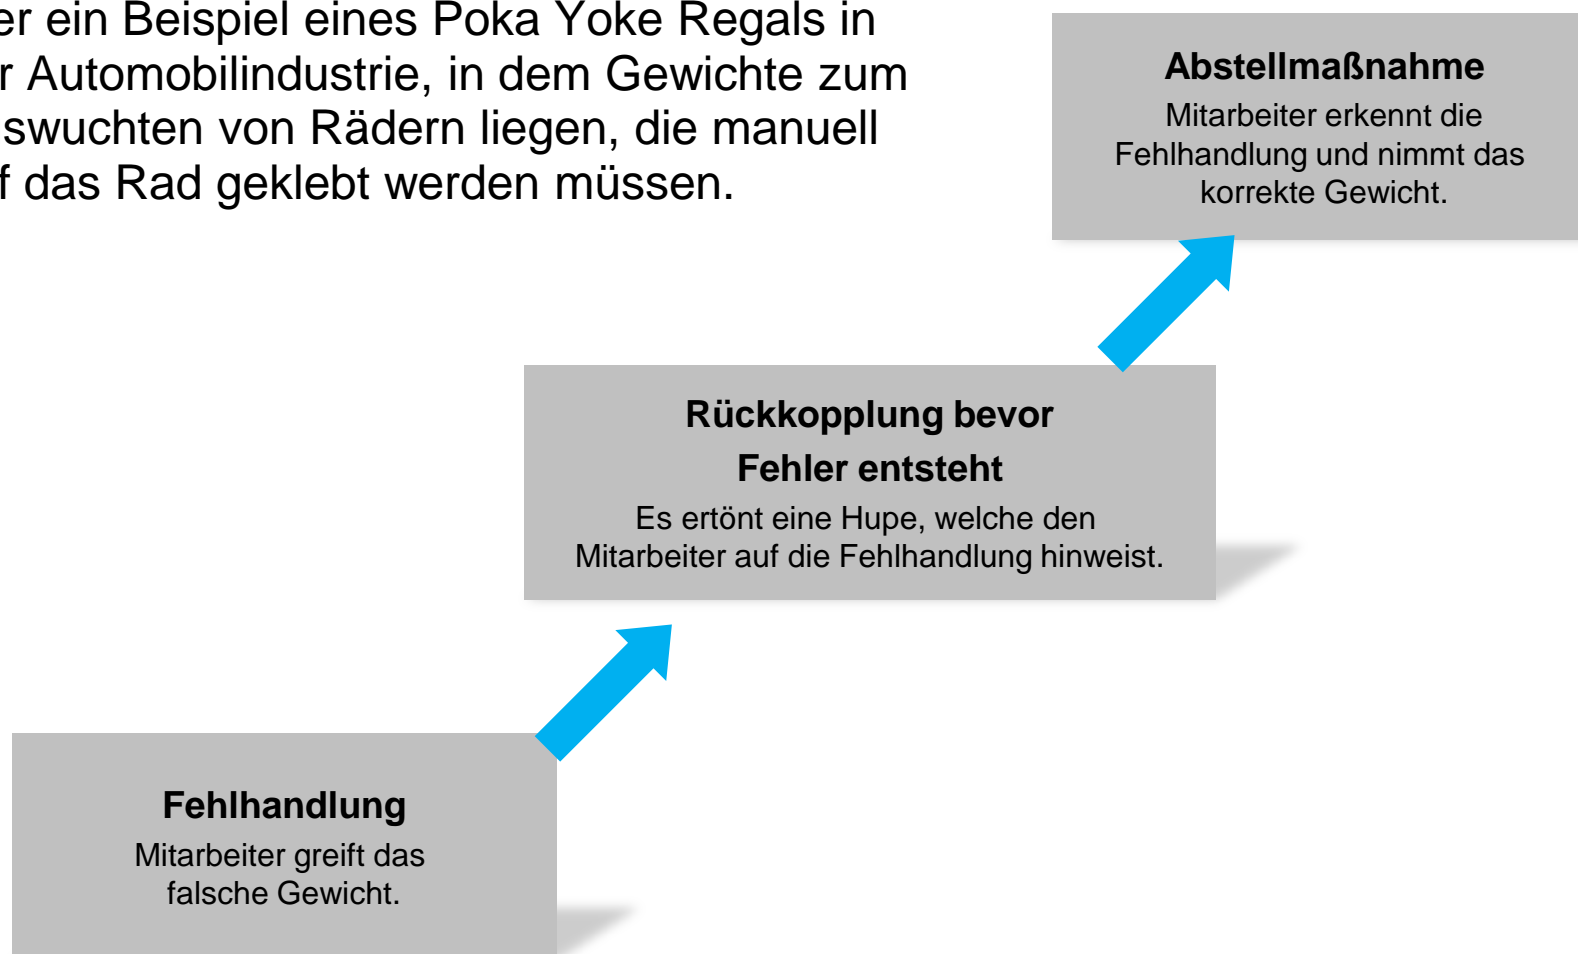 er ein Beispiel eines Poka Yoke Regals in
r Automobilindustrie, in dem Gewichte zum
swuchten von Rädern liegen, die manuell
f das Rad geklebt werden müssen.
Abstellmaßnahme
Mitarbeiter erkennt die
Fehlhandlung und nimmt das
korrekte Gewicht.
Rückkopplung bevor
Fehler entsteht
Es ertönt eine Hupe, welche den
Mitarbeiter auf die Fehlhandlung hinweist.
Fehlhandlung
Mitarbeiter greift das
falsche Gewicht.